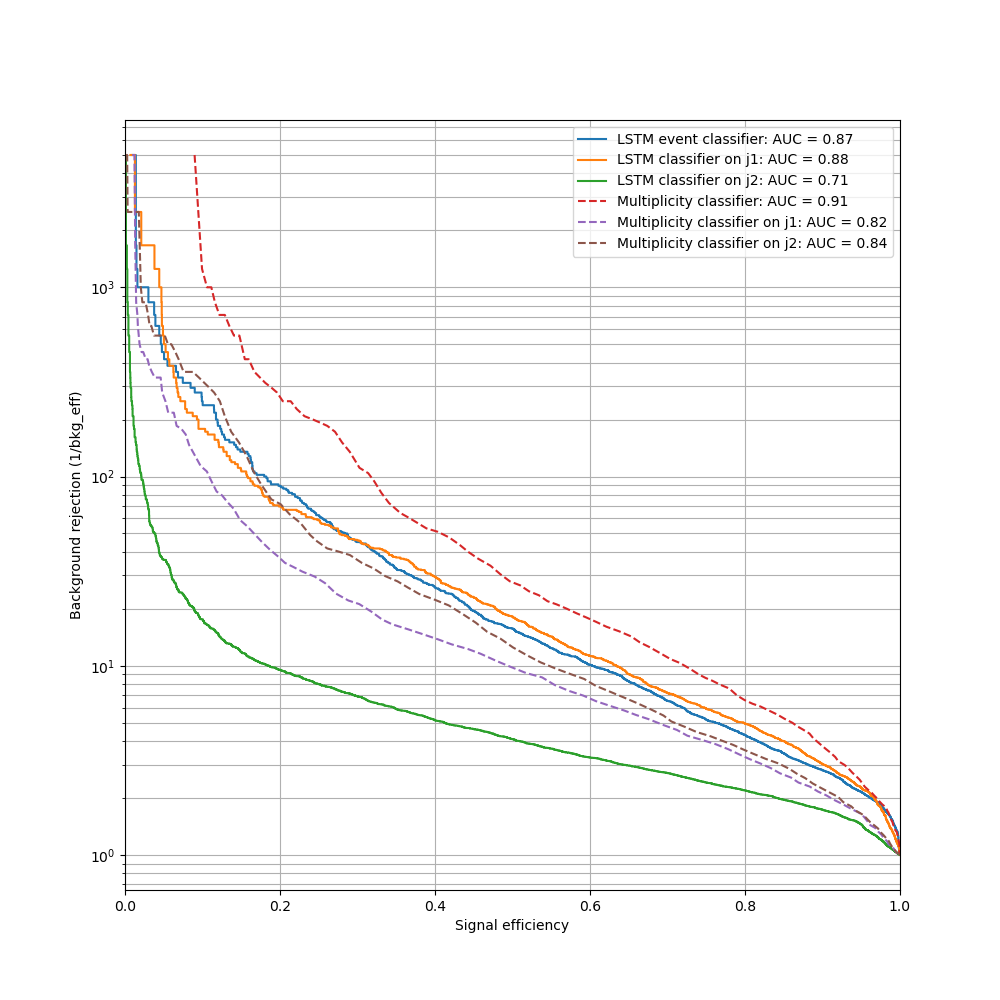 LSTM event classifier: AUC = 0.87
LSTM classifier on j1: AUC = 0.88
LSTM classifier on j2: AUC = 0.71
Multiplicity classifier: AUC = 0.91
Multiplicity classifier on j1: AUC = 0.82
Multiplicity classifier on j2: AUC = 0.84
Background rejection (1/bkg_eff)
10³
10²
10¹
10⁰
0.0 0.2 0.4 0.6 0.8 1.0
Signal efficiency